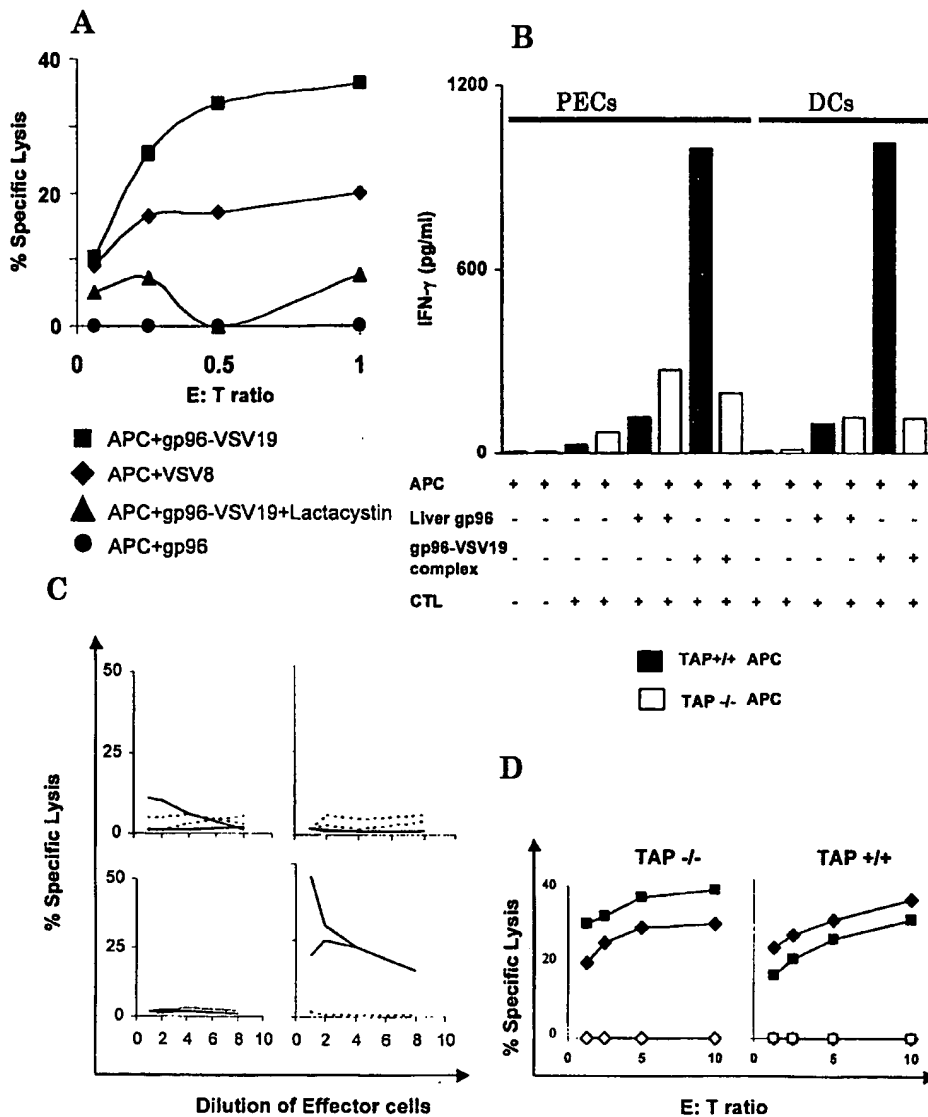 A
40
20
0
% Specific Lysis
0
0.5
1
E: T ratio
APC+gp96-VSV19
APC+VSV8
APC+gp96-VSV19+Lactacystin
APC+gp96
B
1200
600
0
IFN-γ (pg/ml)
PECs
DCs
APC + + + + + + + + + + + + + +
Liver gp96 - - - - + + - - - - + + - -
gp96-VSV19 - - - - - - + + - - - - + +
complex
CTL - - + + + + + + + + + + + +
TAP+/+ APC
TAP -/- APC
C
50
25
0
50
25
0
% Specific Lysis
0 2 4 6 8 10
0 2 4 6 8 10
Dilution of Effector cells
D
TAP -/-
TAP +/+
40
20
0
40
20
0
% Specific Lysis
0 5 10
0 5 10
E: T ratio